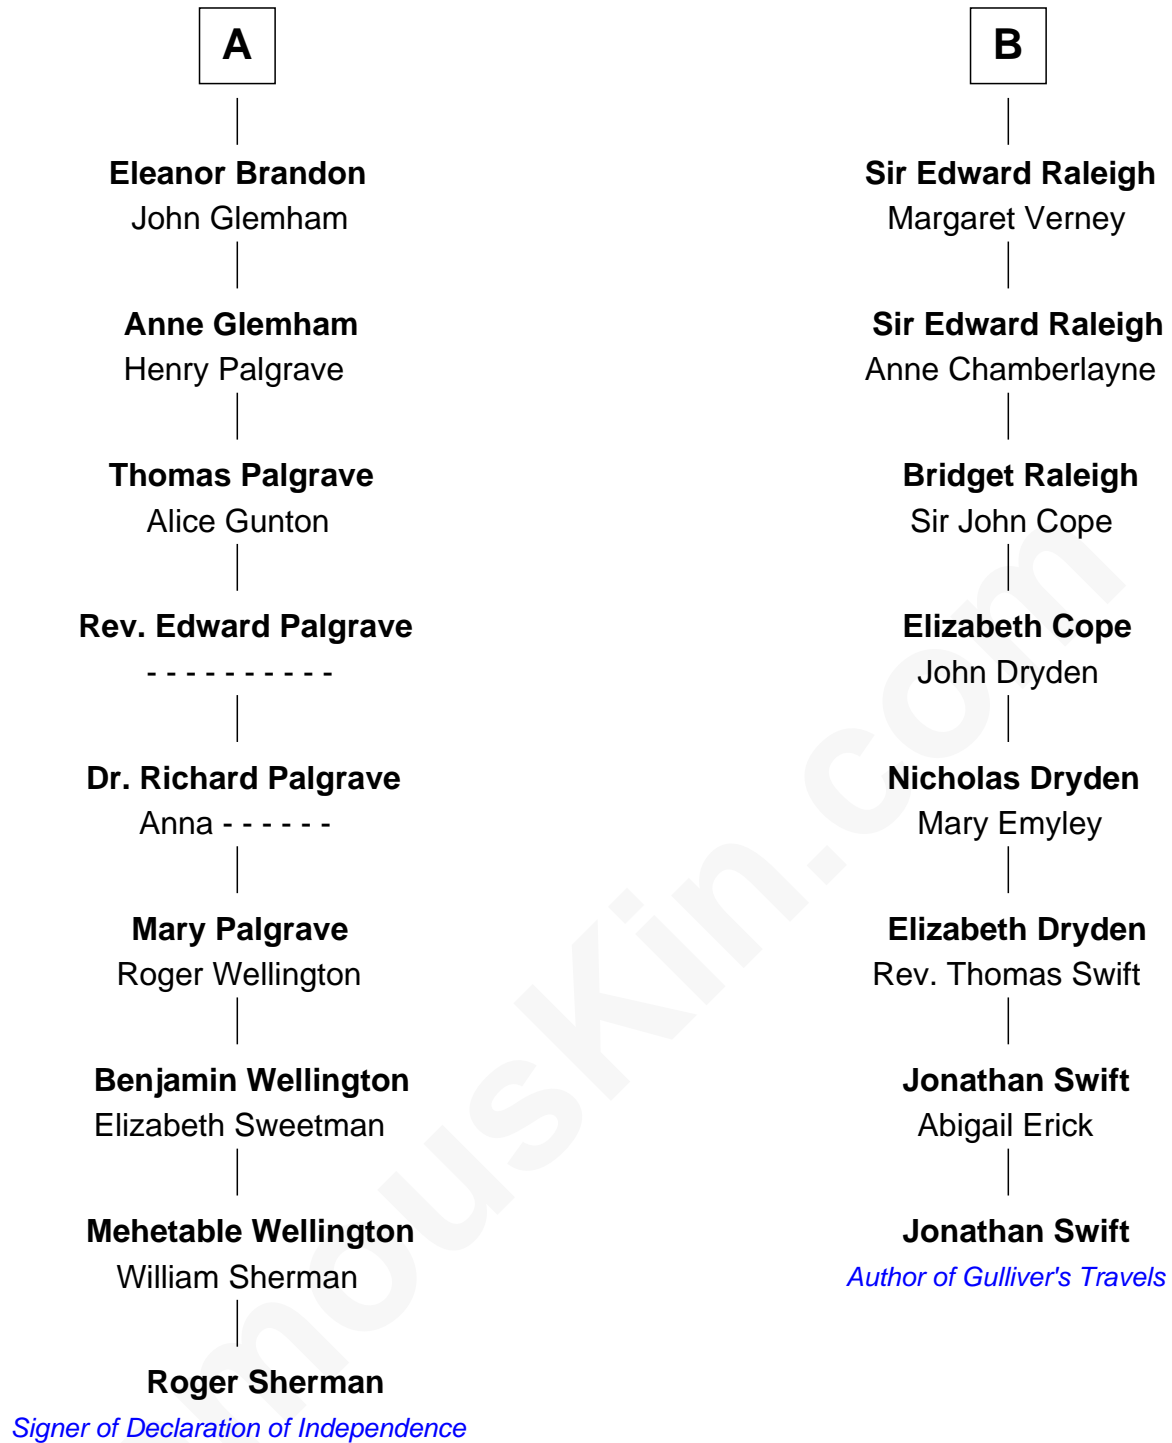 A
Eleanor Brandon
John Glemham
Anne Glemham
Henry Palgrave
Thomas Palgrave
Alice Gunton
Rev. Edward Palgrave
- - - - - - - - - -
Dr. Richard Palgrave
Anna - - - - - -
Mary Palgrave
Roger Wellington
Benjamin Wellington
Elizabeth Sweetman
Mehetable Wellington
William Sherman
Roger Sherman
Signer of Declaration of Independence
B
Sir Edward Raleigh
Margaret Verney
Sir Edward Raleigh
Anne Chamberlayne
Bridget Raleigh
Sir John Cope
Elizabeth Cope
John Dryden
Nicholas Dryden
Mary Emyley
Elizabeth Dryden
Rev. Thomas Swift
Jonathan Swift
Abigail Erick
Jonathan Swift
Author of Gulliver's Travels
mousKin.com